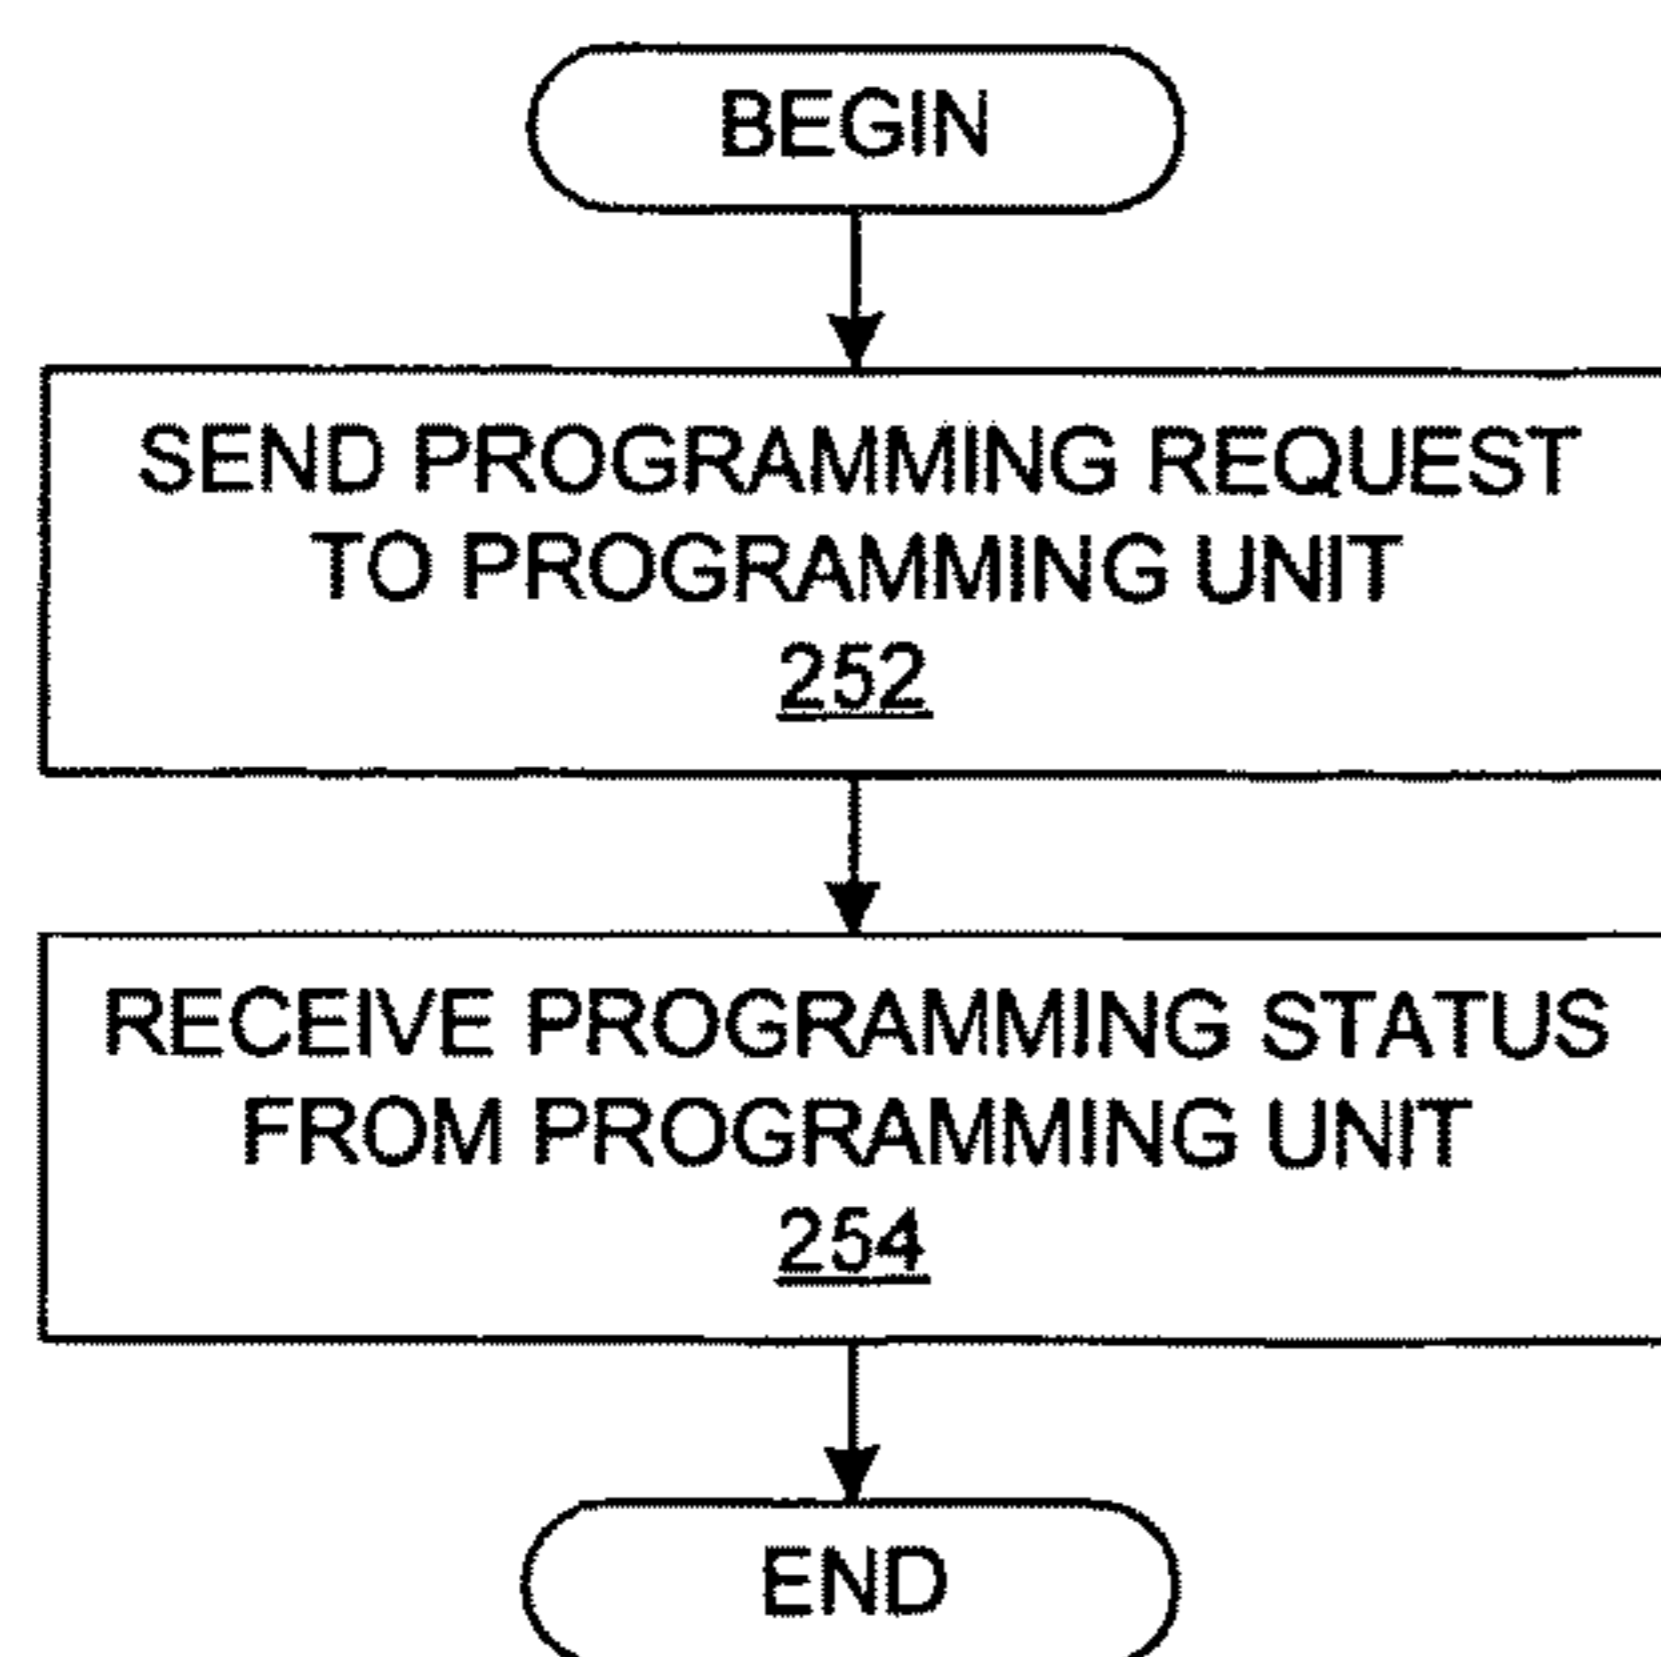 BEGIN
SEND PROGRAMMING REQUEST
TO PROGRAMMING UNIT
252
RECEIVE PROGRAMMING STATUS
FROM PROGRAMMING UNIT
254
END